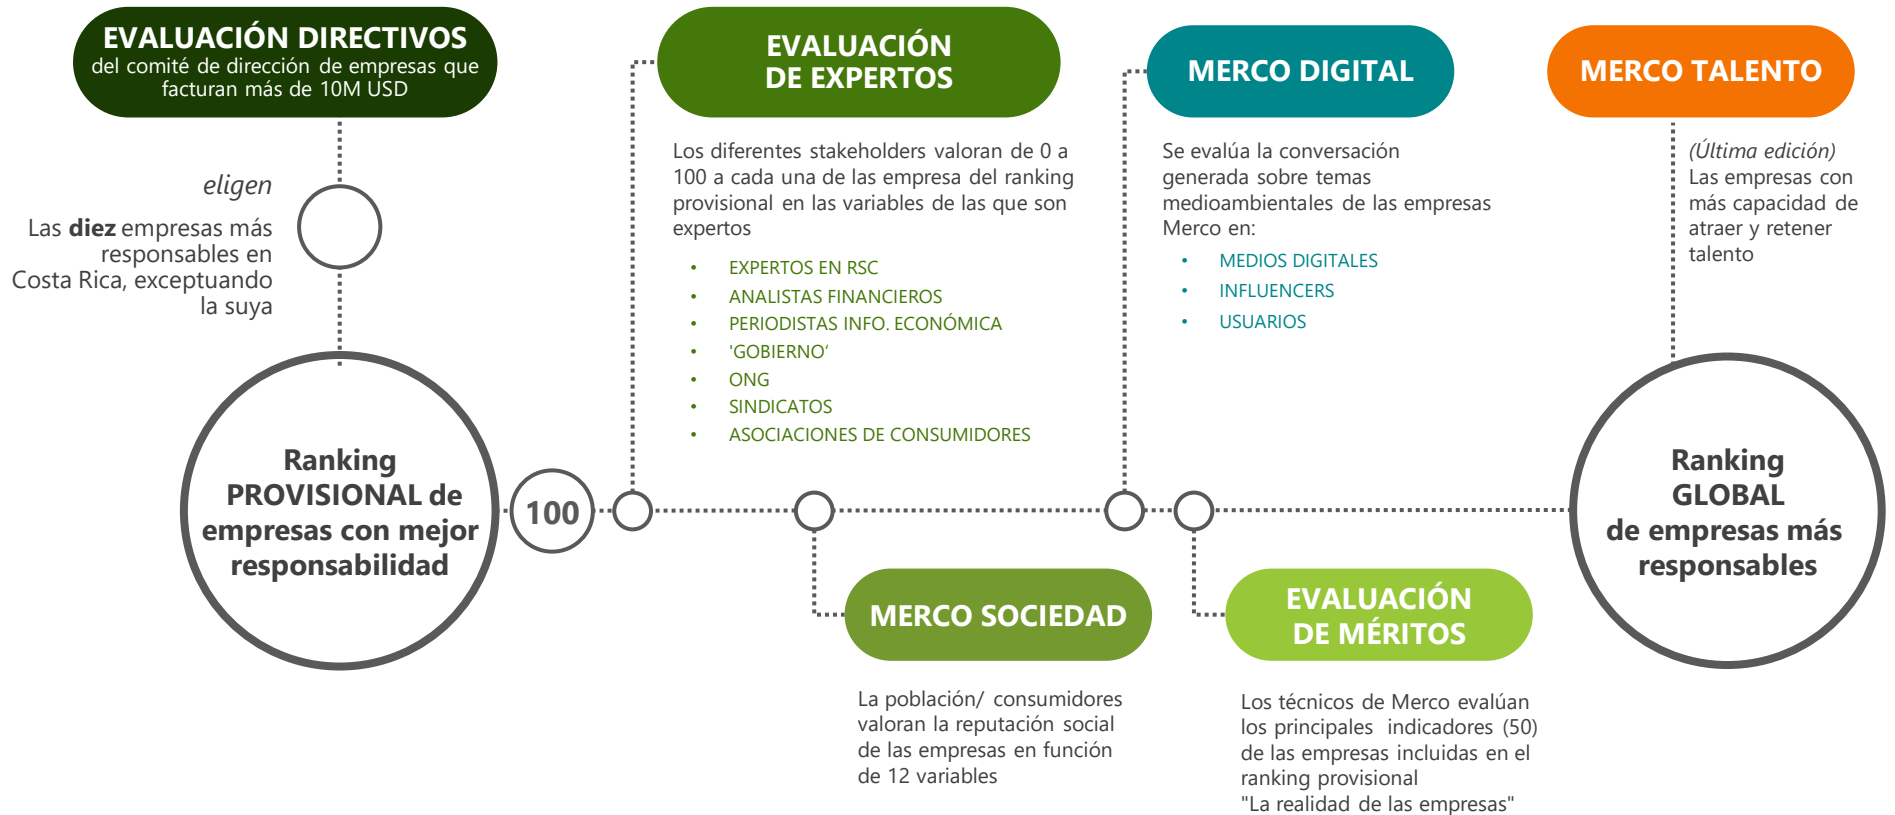 EVALUACIÓN DIRECTIVOS
del comité de dirección de empresas que
facturan más de 10M USD
eligen
Las diez empresas más
responsables en
Costa Rica, exceptuando
la suya
Ranking
PROVISIONAL de
empresas con mejor
responsabilidad
100
EVALUACIÓN
DE EXPERTOS
Los diferentes stakeholders valoran de 0 a
100 a cada una de las empresa del ranking
provisional en las variables de las que son
expertos
• EXPERTOS EN RSC
• ANALISTAS FINANCIEROS
• PERIODISTAS INFO. ECONÓMICA
• 'GOBIERNO’
• ONG
• SINDICATOS
• ASOCIACIONES DE CONSUMIDORES
MERCO SOCIEDAD
La población/ consumidores
valoran la reputación social
de las empresas en función
de 12 variables
MERCO DIGITAL
Se evalúa la conversación
generada sobre temas
medioambientales de las empresas
Merco en:
• MEDIOS DIGITALES
• INFLUENCERS
• USUARIOS
EVALUACIÓN
DE MÉRITOS
Los técnicos de Merco evalúan
los principales indicadores (50)
de las empresas incluidas en el
ranking provisional
"La realidad de las empresas"
MERCO TALENTO
(Última edición)
Las empresas con
más capacidad de
atraer y retener
talento
Ranking
GLOBAL
de empresas más
responsables